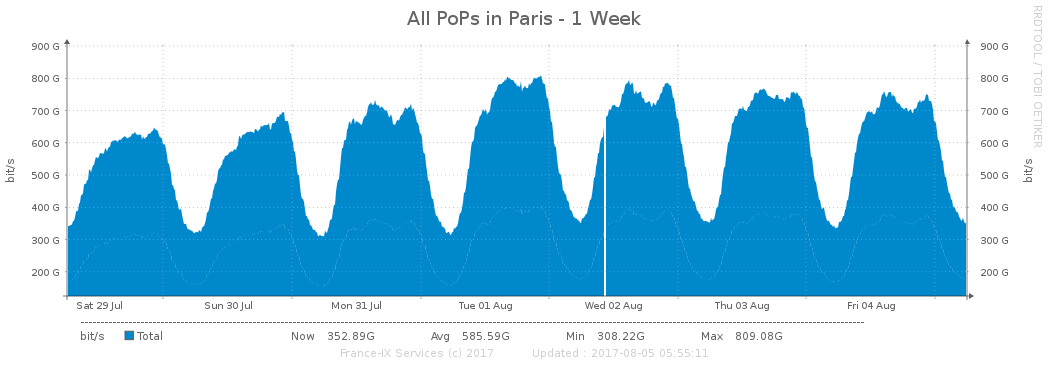 All PoPs in Paris - 1 Week
RRDTOOL / TOBI OETIKER
900 G 900 G
800 G 800 G
700 G 700 G
600 G 600 G
500 G 500 G
400 G 400 G
300 G 300 G
200 G 200 G
bit/s bit/s
Sat 29 Jul Sun 30 Jul Mon 31 Jul Tue 01 Aug Wed 02 Aug Thu 03 Aug Fri 04 Aug
bit/s Total Now 352.89G Avg 585.59G Min 308.22G Max 809.08G
France-IX Services (c) 2017 Updated : 2017-08-05 05:55:11